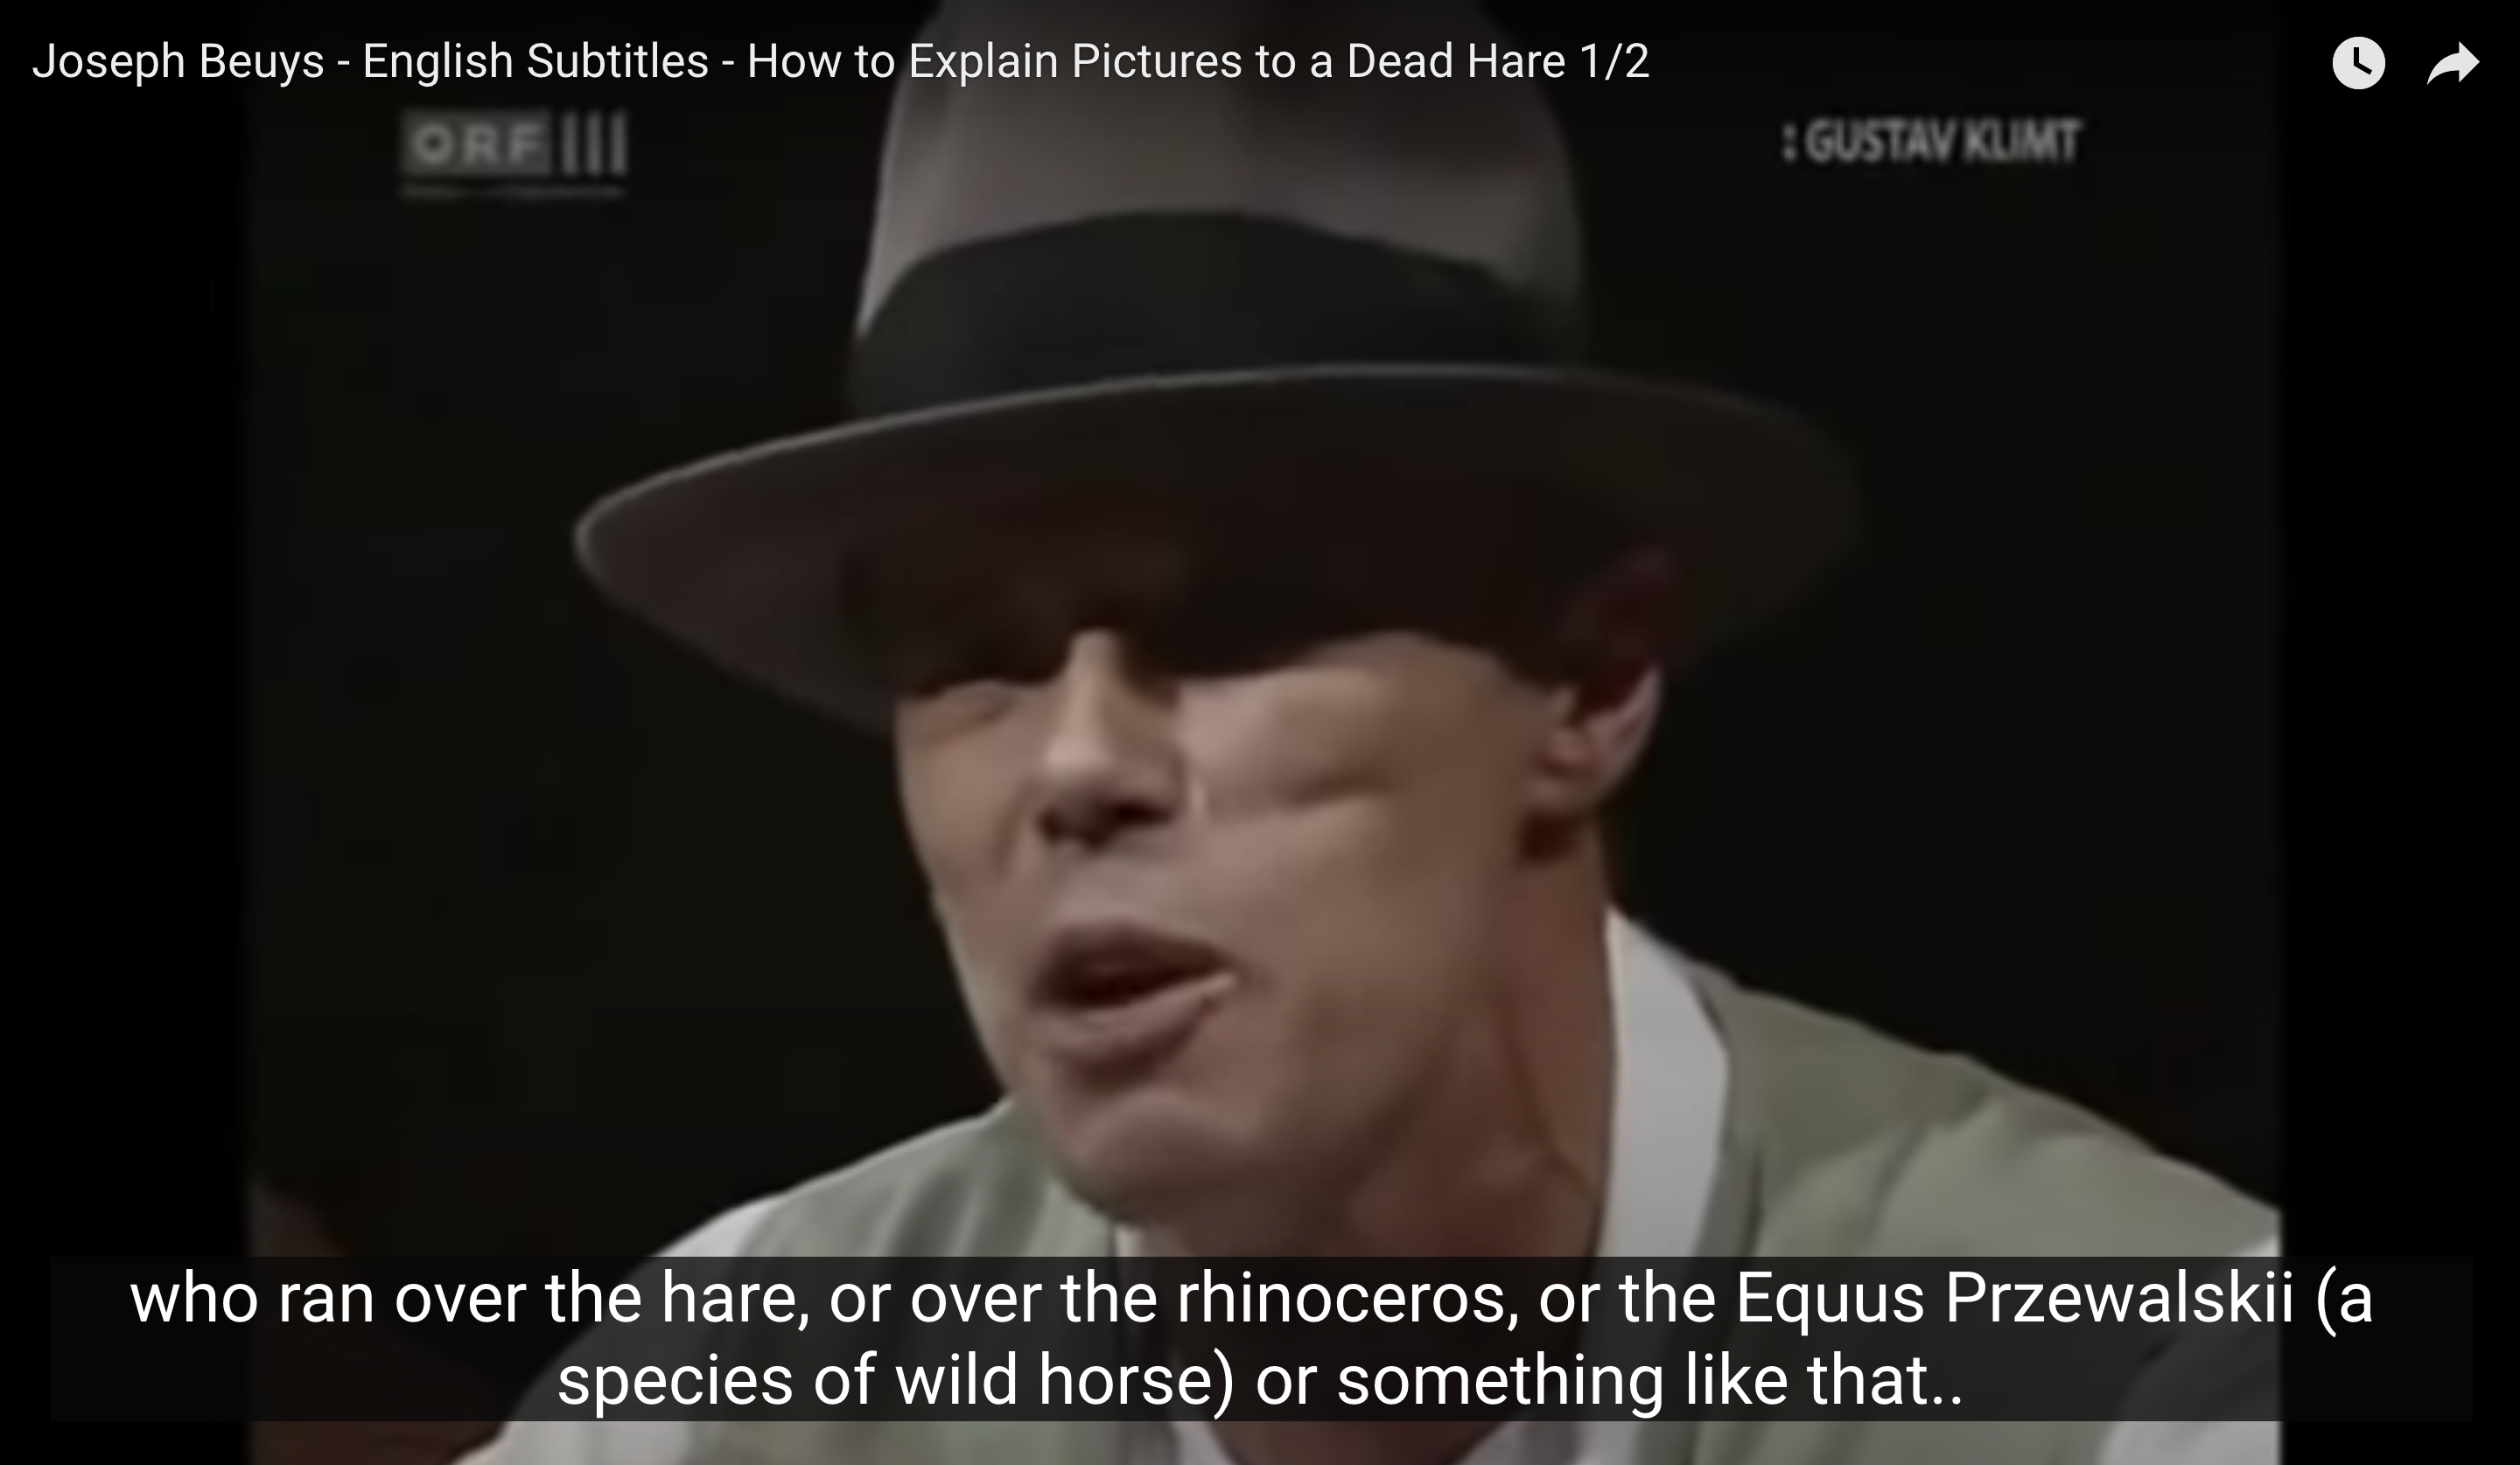 Joseph Beuys - English Subtitles - How to Explain Pictures to a Dead Hare 1/2
ORF III
: GUSTAV KLIMT
who ran over the hare, or over the rhinoceros, or the Equus Przewalskii (a
species of wild horse) or something like that..